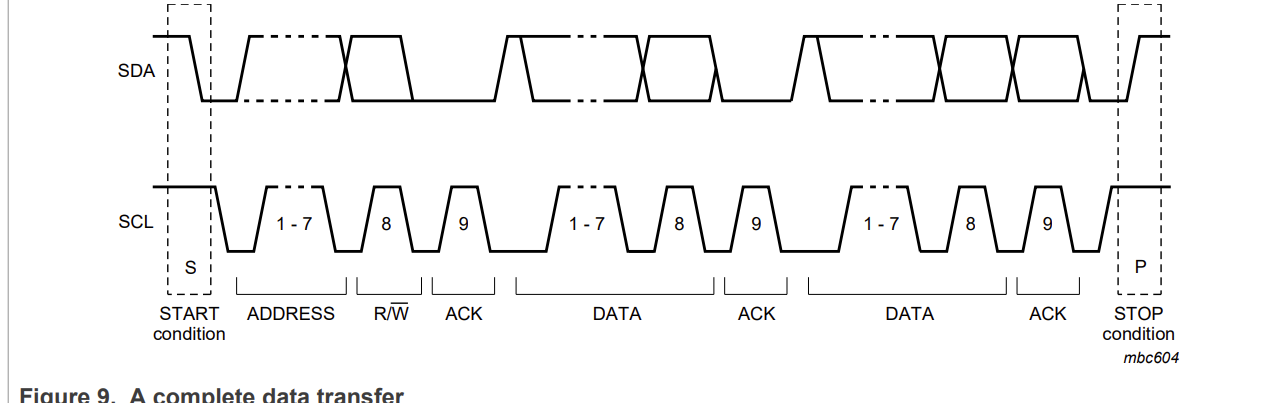 SDA
SCL
1 - 7 8 9 1 - 7 8 9 1 - 7 8 9
S P
START ADDRESS R/W̅ ACK DATA ACK DATA ACK STOP
condition condition
mbc604
Figure 9. A complete data transfer